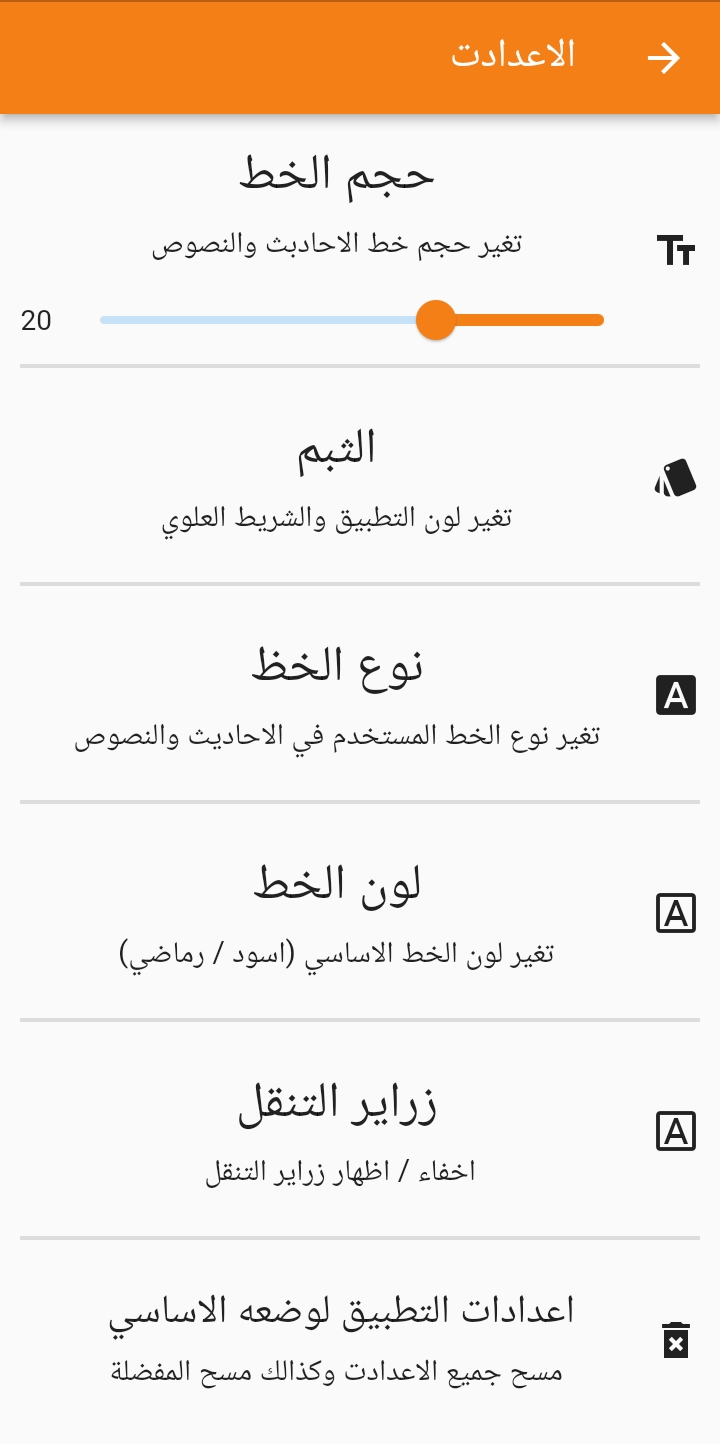 الاعدادت
حجم الخط
تغير حجم خط الاحاديث والنصوص
20
الثيم
تغير لون التطبيق والشريط العلوي
نوع الخظ
تغير نوع الخط المستخدم في الاحاديث والنصوص
لون الخط
تغير لون الخط الاساسي (اسود / رماضي)
زراير التنقل
اخفاء / اظهار زراير التنقل
اعدادات التطبيق لوضعه الاساسي
مسح جميع الاعدادت وكذالك مسح المفضلة